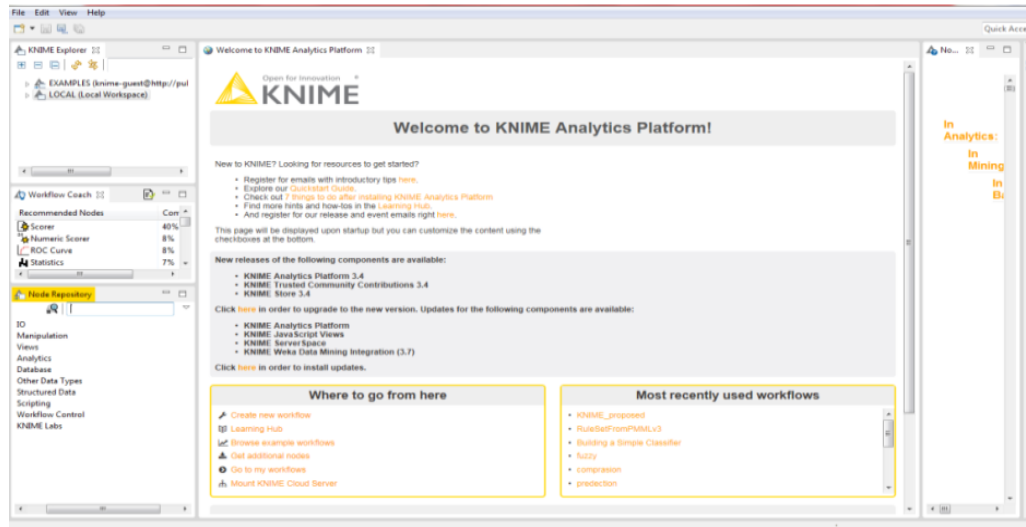 File Edit View Help
Quick Acce
KNIME Explorer
EXAMPLES (knime-guest@http://pul
LOCAL (Local Workspace)
Workflow Coach
Recommended Nodes Con
Scorer 40%
Numeric Scorer 8%
ROC Curve 8%
Statistics 7%
Node Repository
IO
Manipulation
Views
Analytics
Database
Other Data Types
Structured Data
Scripting
Workflow Control
KNIME Labs
Welcome to KNIME Analytics Platform
Open for Innovation
KNIME
Welcome to KNIME Analytics Platform!
New to KNIME? Looking for resources to get started?
• Register for emails with introductory tips here.
• Explore our Quickstart Guide.
• Check out 7 things to do after installing KNIME Analytics Platform
• Find more hints and how-tos in the Learning Hub.
• And register for our release and event emails right here.
This page will be displayed upon startup but you can customize the content using the
checkboxes at the bottom.
New releases of the following components are available:
• KNIME Analytics Platform 3.4
• KNIME Trusted Community Contributions 3.4
• KNIME Store 3.4
Click here in order to upgrade to the new version. Updates for the following components are available:
• KNIME Analytics Platform
• KNIME JavaScript Views
• KNIME ServerSpace
• KNIME Weka Data Mining Integration (3.7)
Click here in order to install updates.
Where to go from here
Create new workflow
Learning Hub
Browse example workflows
Get additional nodes
Go to my workflows
Mount KNIME Cloud Server
Most recently used workflows
• KNIME_proposed
• RuleSetFromPMMLv3
• Building a Simple Classifier
• fuzzy
• comprasion
• predection
No...
In
Analytics:
In
Mining
In
Ba